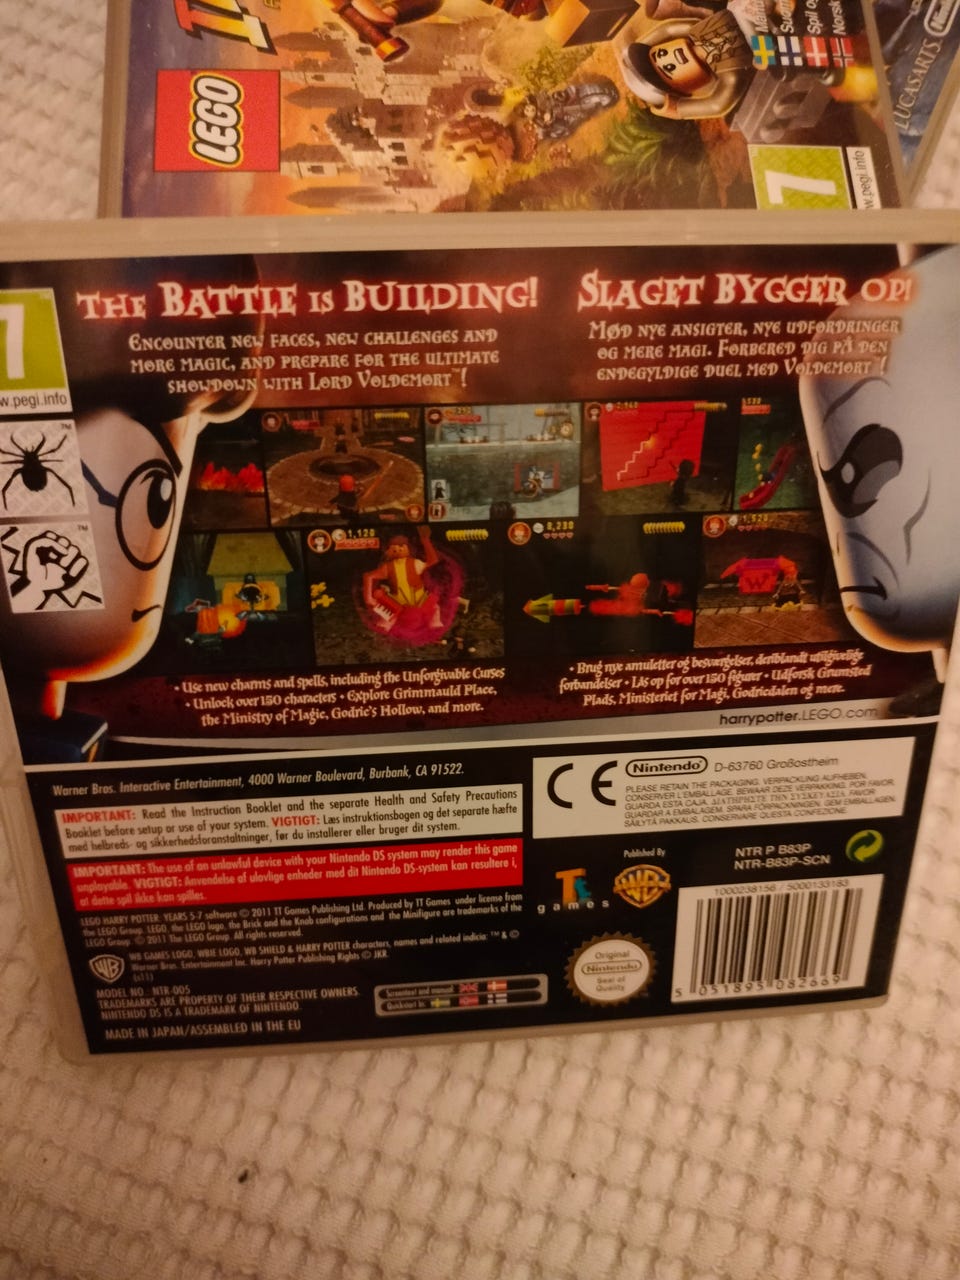 LEGO
LUCASARTS
7
w.pegi.info
7
w.pegi.info
THE BATTLE IS BUILDING!
ENCOUNTER NEW FACES, NEW CHALLENGES AND
MORE MAGIC, AND PREPARE FOR THE ULTIMATE
SHOWDOWN WITH LORD VOLDEMORT™!
SLAGET BYGGER OP!
MØD NYE ANSIGTER, NYE UDFORDRINGER
OG MERE MAGI. FORBERED DIG PÅ DEN
ENDEGYLDIGE DUEL MED VOLDEMORT™!
1,120
8,230
• Use new charms and spells, including the Unforgivable Curses
• Unlock over 150 characters • Explore Grimmauld Place,
the Ministry of Magic, Godric's Hollow, and more.
• Brug nye amuletter og besværgelser, deriblandt utilgivelige
forbandelser • Lås op for over 150 figurer • Udforsk Grumsted
Plads, Ministeriet for Magi, Godricdalen og mere.
harrypotter.LEGO.com
Warner Bros. Interactive Entertainment, 4000 Warner Boulevard, Burbank, CA 91522.
IMPORTANT: Read the Instruction Booklet and the separate Health and Safety Precautions
Booklet before setup or use of your system. VIGTIGT: Læs instruktionsbogen og det separate hæfte
med helbreds- og sikkerhedsforanstaltninger, før du installerer eller bruger dit system.
IMPORTANT: The use of an unlawful device with your Nintendo DS system may render this game
unplayable. VIGTIGT: Anvendelse af ulovlige enheder med dit Nintendo DS-system kan resultere i,
at dette spil ikke kan spilles.
LEGO HARRY POTTER: YEARS 5-7 software © 2011 TT Games Publishing Ltd. Produced by TT Games under license from
the LEGO Group. LEGO, the LEGO logo, the Brick and the Knob configurations and the Minifigure are trademarks of the
LEGO Group. © 2011 The LEGO Group. All rights reserved.
WB GAMES LOGO, WBIE LOGO, WB SHIELD & HARRY POTTER characters, names and related indicia: ™ & ©
Warner Bros. Entertainment Inc. Harry Potter Publishing Rights © JKR.
(s11)
MODEL NO.: NTR-005
TRADEMARKS ARE PROPERTY OF THEIR RESPECTIVE OWNERS.
NINTENDO DS IS A TRADEMARK OF NINTENDO.
MADE IN JAPAN/ASSEMBLED IN THE EU
Screentext and manual:
CE
Nintendo
D-63760 Großostheim
PLEASE RETAIN THE PACKAGING. VERPACKUNG AUFHEBEN.
CONSERVER L'EMBALLAGE. BEWAAR DEZE VERPAKKING. POR FAVOR,
GUARDA ESTA CAJA. ΔΙΑΤΗΡΗΣΤΕ ΤΗΝ ΣΥΣΚΕΥΑΣΙΑ. FAVOR
GUARDAR A EMBALAGEM. SPARA FÖRPACKNINGEN. GEM EMBALLAGEN.
SÄILYTÄ PAKKAUS. CONSERVARE QUESTA CONFEZIONE.
Published By
TT
games
WB
GAMES
NTR P B83P
NTR-B83P-SCN
1000238156 / 5000133183
5 051895 082669
Original
Nintendo
Seal of
Quality